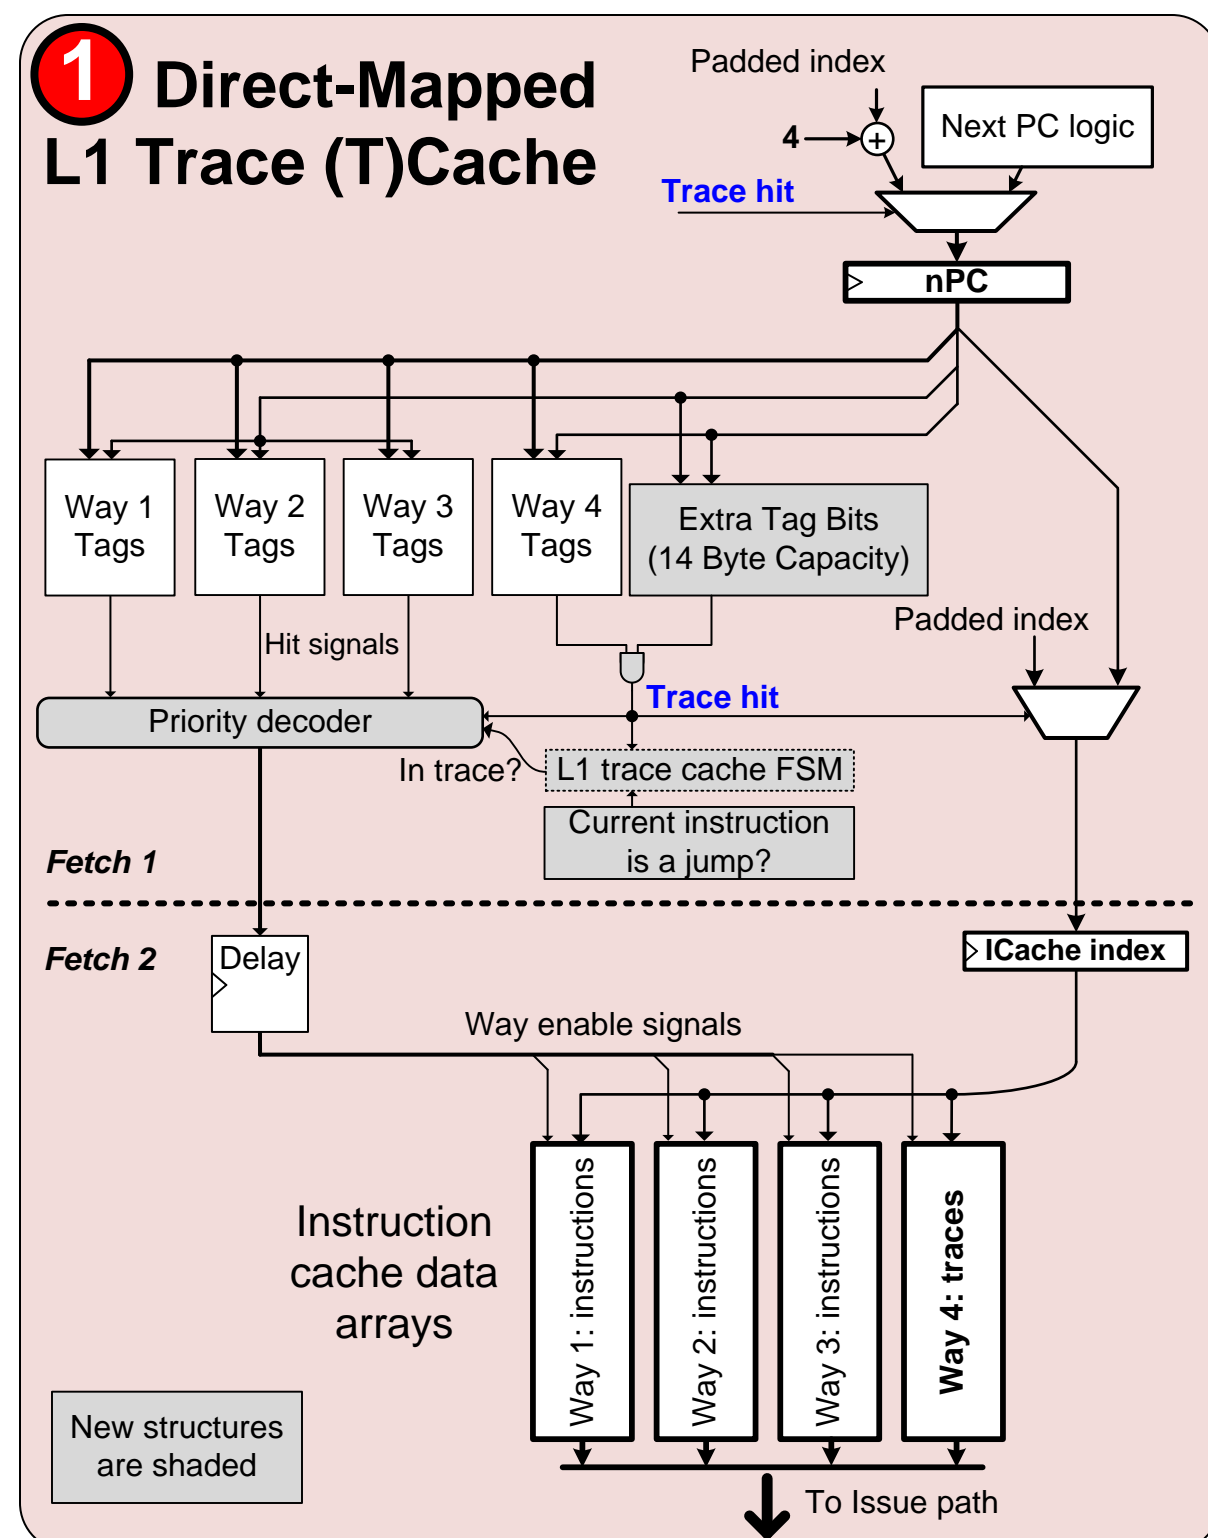 1
Direct-Mapped
L1 Trace (T)Cache
Padded index
4
+
Next PC logic
Trace hit
nPC
Way 1
Tags
Way 2
Tags
Way 3
Tags
Way 4
Tags
Extra Tag Bits
(14 Byte Capacity)
Hit signals
Padded index
Trace hit
Priority decoder
In trace?
L1 trace cache FSM
Current instruction
is a jump?
Fetch 1
Fetch 2
Delay
ICache index
Way enable signals
Instruction
cache data
arrays
Way 1: instructions
Way 2: instructions
Way 3: instructions
Way 4: traces
New structures
are shaded
To Issue path